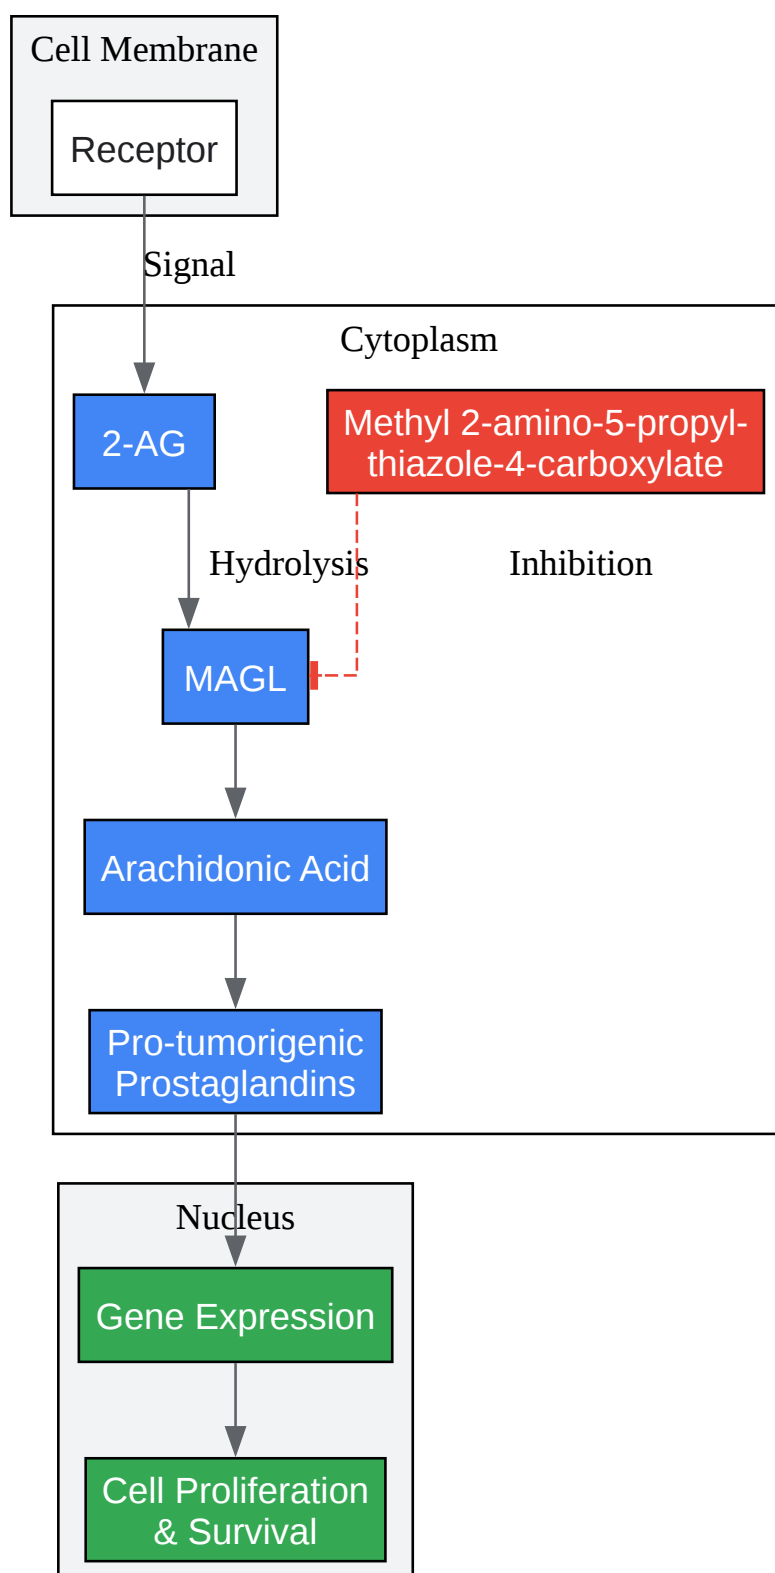 Cell Membrane
Receptor
Signal
Cytoplasm
2-AG
Methyl 2-amino-5-propyl-
thiazole-4-carboxylate
Hydrolysis
Inhibition
MAGL
Arachidonic Acid
Pro-tumorigenic
Prostaglandins
Nucleus
Gene Expression
Cell Proliferation
& Survival